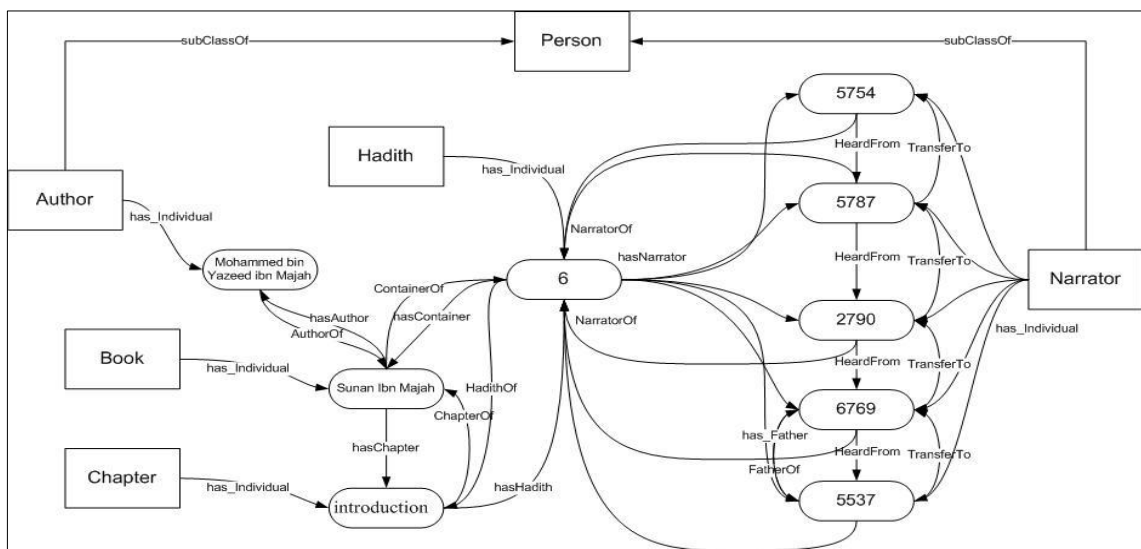 Person
subClassOf
subClassOf
5754
Hadith
HeardFrom
TransferTo
has_Individual
Author
has_Individual
5787
NarratorOf
hasNarrator
Mohammed bin
Yazeed ibn Majah
HeardFrom
TransferTo
6
Narrator
ContainerOf
hasContainer
hasAuthor
AuthorOf
NarratorOf
2790
has_Individual
Book
has_Individual
HeardFrom
TransferTo
Sunan Ibn Majah
HadithOf
ChapterOf
6769
has_Father
hasChapter
FatherOf
HeardFrom
TransferTo
Chapter
has_Individual
hasHadith
introduction
5537